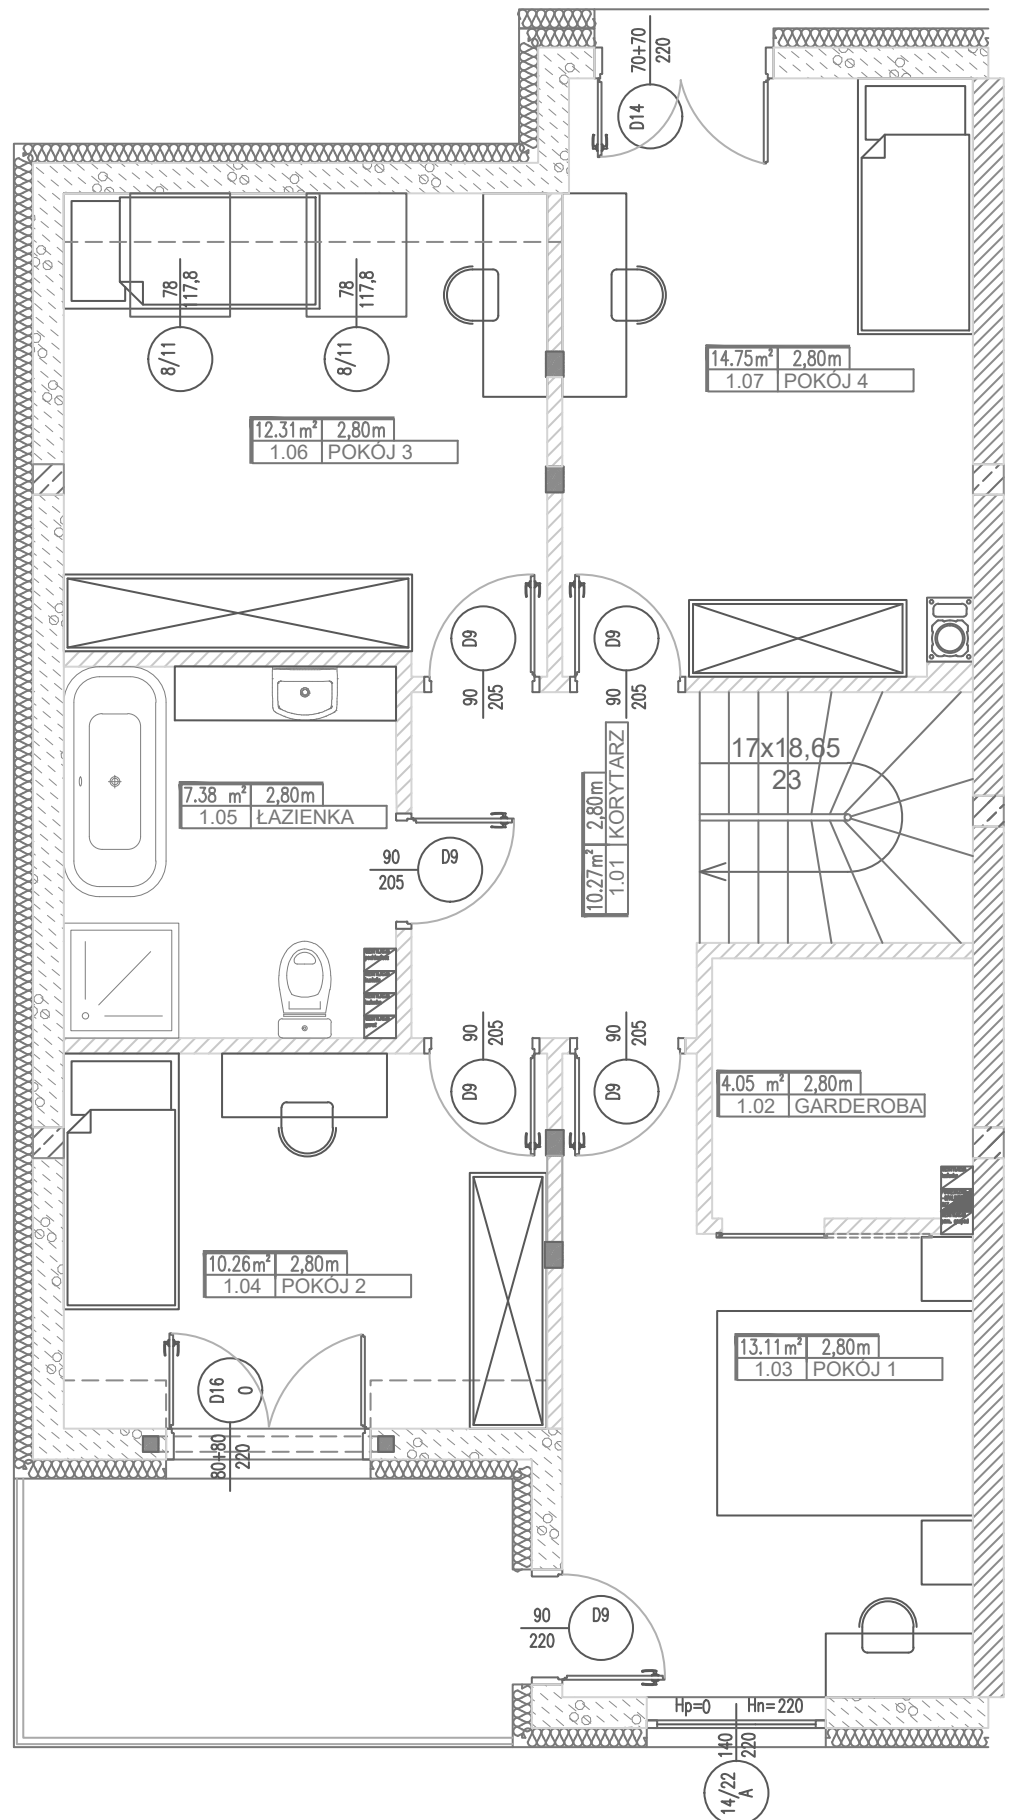 70+70
220
D14
78
117,8
8/11
78
117,8
8/11
14.75m² 2,80m
1.07 POKÓJ 4
12.31m² 2,80m
1.06 POKÓJ 3
D9
90
205
D9
90
205
17x18,65
23
7.38 m² 2,80m
1.05 ŁAZIENKA
10.27m² 2,80m
1.01 KORYTARZ
90
205
D9
90
205
D9
90
205
D9
4.05 m² 2,80m
1.02 GARDEROBA
10.26m² 2,80m
1.04 POKÓJ 2
13.11m² 2,80m
1.03 POKÓJ 1
D16
0
80+80
220
90
220
D9
Hp=0 Hn=220
140
220
14/22
A